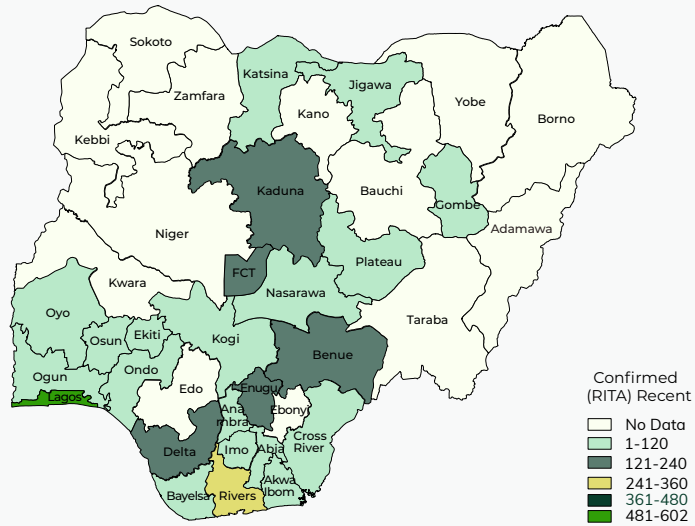 Sokoto
Katsina
Jigawa
Zamfara
Yobe
Kano
Borno
Kebbi
Kaduna
Bauchi
Gombe
Adamawa
Niger
FCT
Plateau
Kwara
Nasarawa
Oyo
Taraba
Ekiti
Osun
Kogi
Benue
Ondo
Ogun
Edo
Enugu
Lagos
Ana
mbra
Ebonyi
Cross
River
Delta
Imo
Abia
Akwa
Ibom
Bayelsa
Rivers
Confirmed
(RITA) Recent
No Data
1-120
121-240
241-360
361-480
481-602